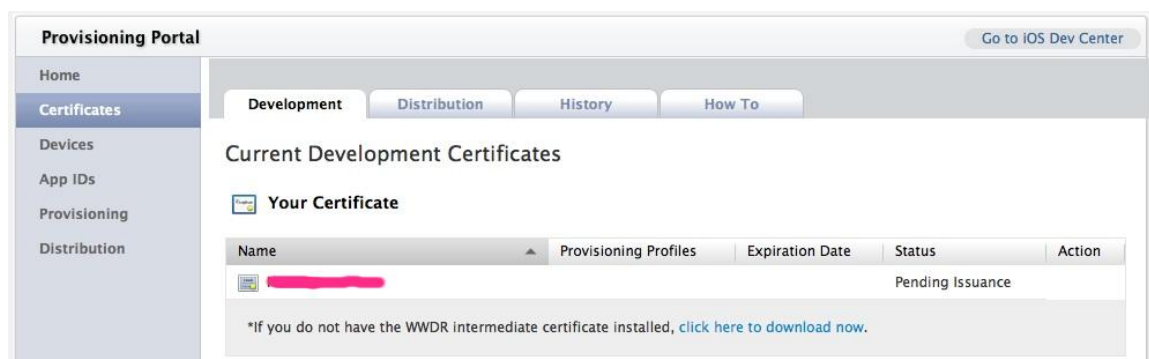 Provisioning Portal
Go to iOS Dev Center
Home
Certificates
Devices
App IDs
Provisioning
Distribution
Development
Distribution
History
How To
Current Development Certificates
Your Certificate
Name
Provisioning Profiles
Expiration Date
Status
Action
Pending Issuance
*If you do not have the WWDR intermediate certificate installed, click here to download now.